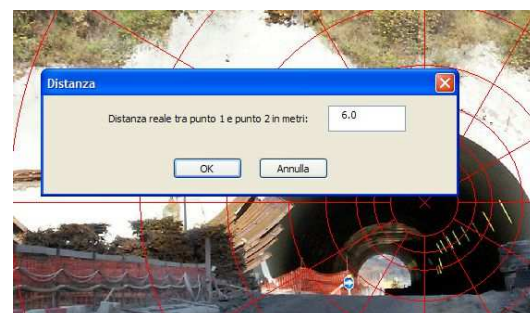 Distanza
Distanza reale tra punto 1 e punto 2 in metri: 6.0
OK Annulla